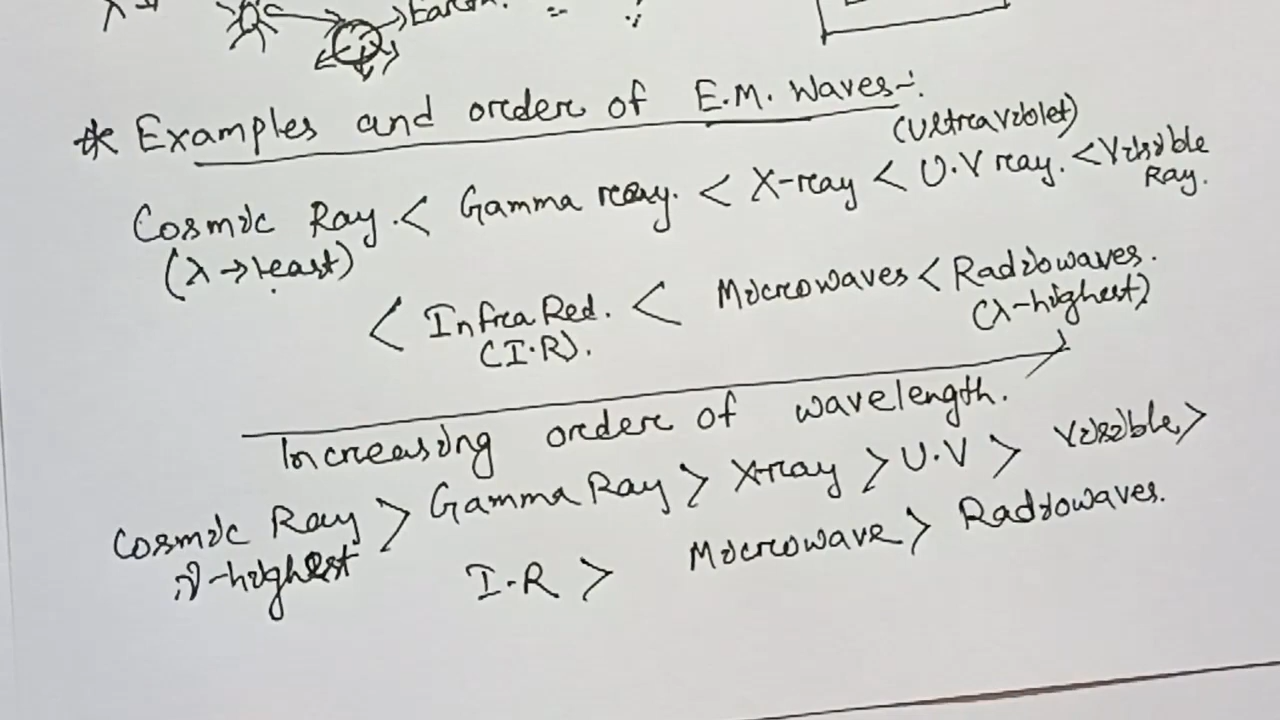 λ → Earth.
* Examples and order of E.M. Waves:-
(Ultraviolet)
Cosmic Ray. < Gamma ray. < X-ray < U.V ray. < Visible
Ray.
(λ → least)
< Infra Red. < Microwaves < Radiowaves.
(I.R). (λ-highest)
Increasing order of wavelength.
Cosmic Ray > Gamma Ray > X-ray > U.V > Visible >
ν-highest
I.R > Microwave > Radiowaves.